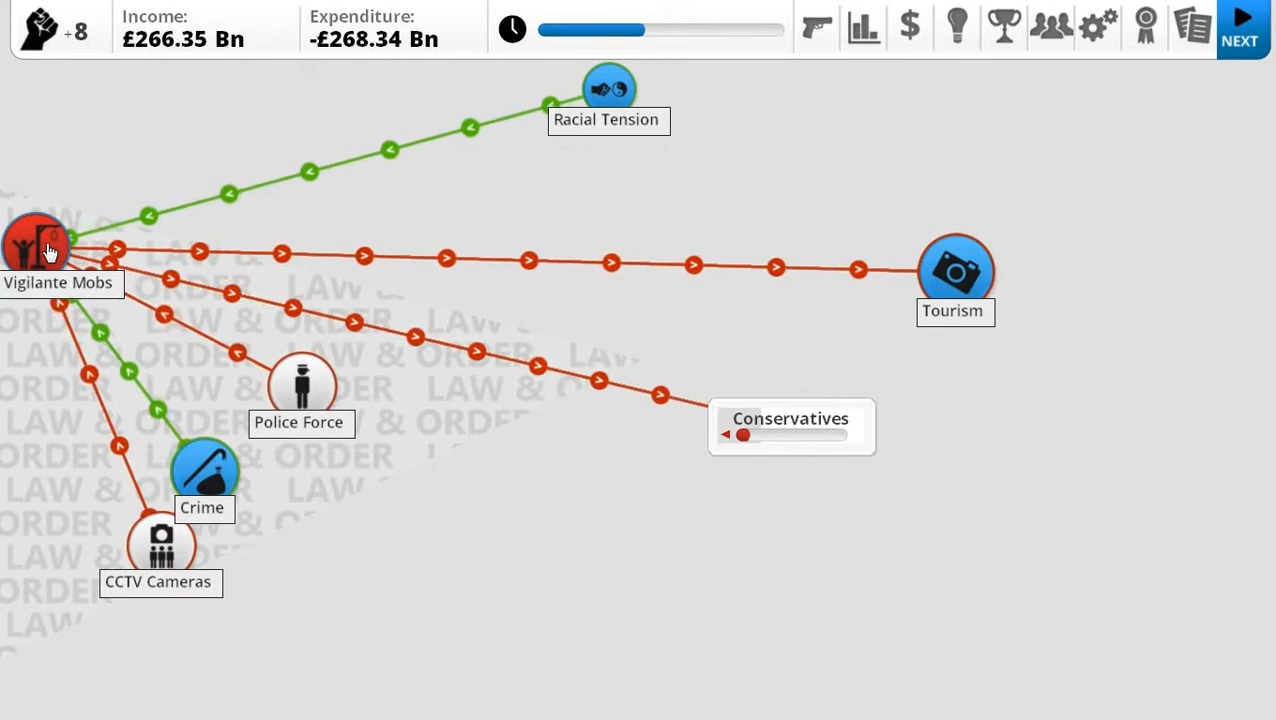 +8
Income:
£266.35 Bn
Expenditure:
-£268.34 Bn
NEXT
Racial Tension
Vigilante Mobs
Tourism
Police Force
Conservatives
Crime
CCTV Cameras
LAW & ORDER